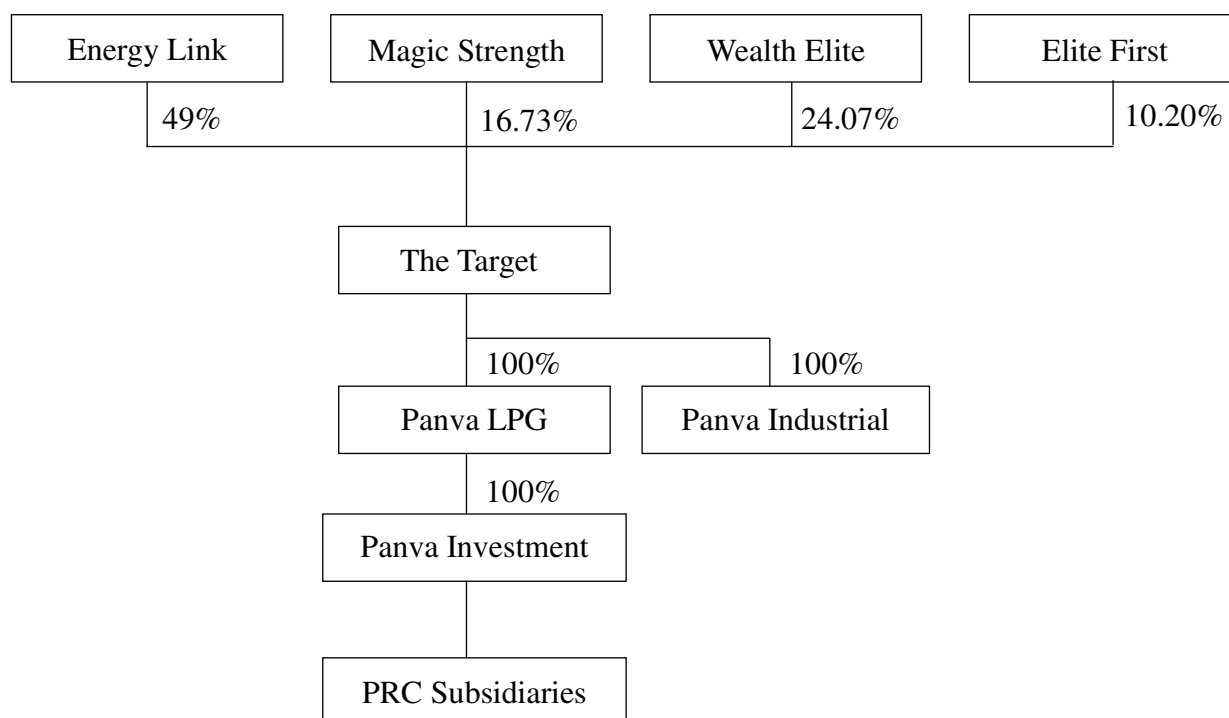 Energy Link Magic Strength Wealth Elite Elite First
49% 16.73% 24.07% 10.20%
The Target
100% 100%
Panva LPG Panva Industrial
100%
Panva Investment
PRC Subsidiaries